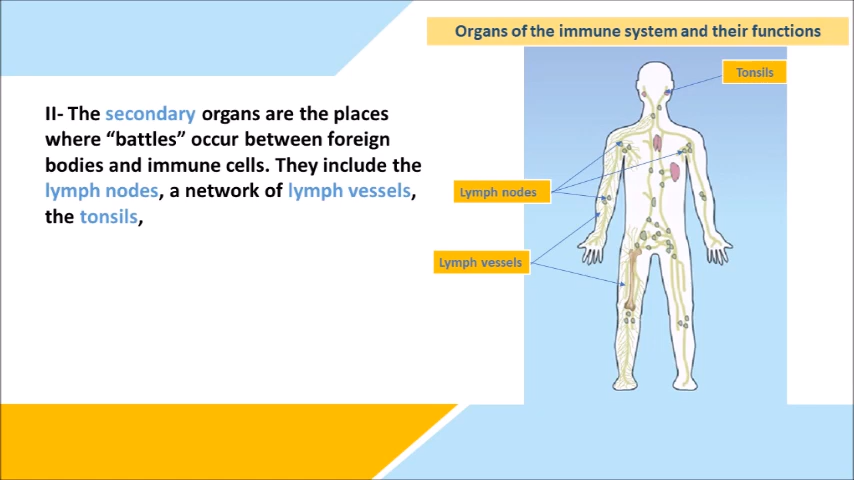 Organs of the immune system and their functions
Tonsils
II- The secondary organs are the places
where “battles” occur between foreign
bodies and immune cells. They include the
lymph nodes, a network of lymph vessels,
the tonsils,
Lymph nodes
Lymph vessels